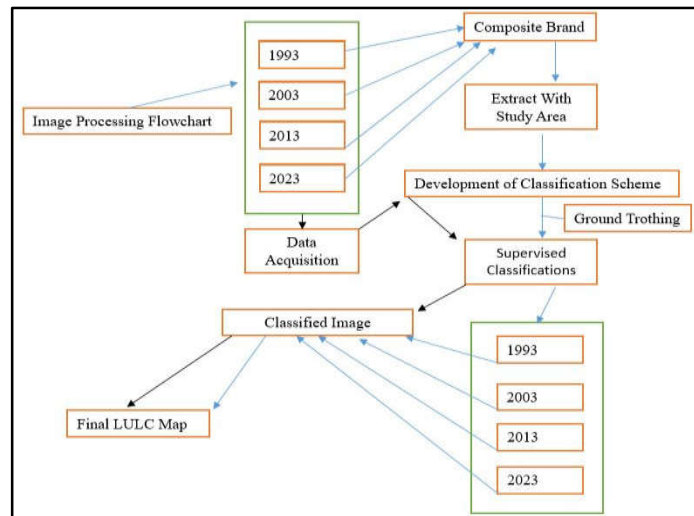 Composite Brand
1993
2003
2013
2023
Image Processing Flowchart
Extract With
Study Area
Development of Classification Scheme
Ground Trothing
Data
Acquisition
Supervised
Classifications
Classified Image
1993
2003
2013
2023
Final LULC Map